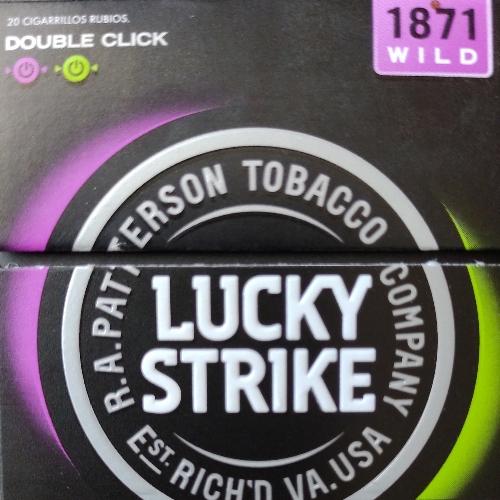 20 CIGARRILLOS RUBIOS.
DOUBLE CLICK
1871
WILD
R.A.PATTERSON TOBACCO COMPANY
LUCKY
STRIKE
EST. RICH'D VA. USA